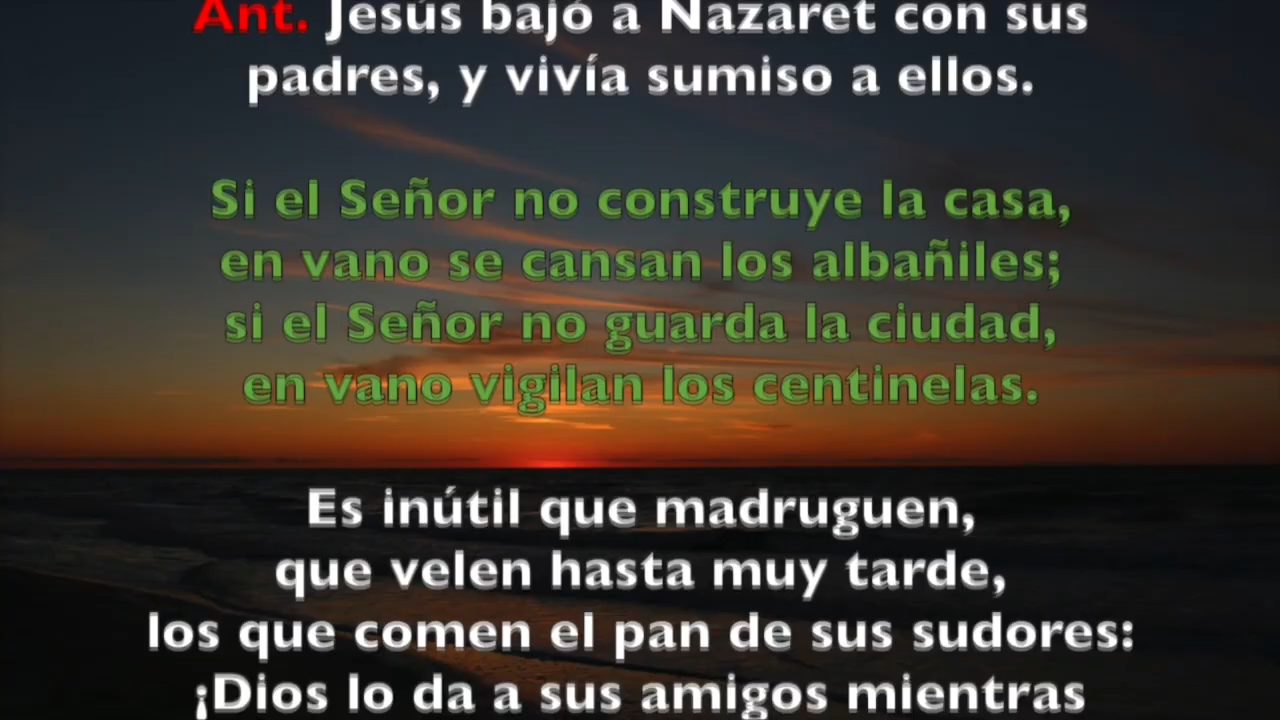 Ant. Jesús bajó a Nazaret con sus
padres, y vivía sumiso a ellos.
Si el Señor no construye la casa,
en vano se cansan los albañiles;
si el Señor no guarda la ciudad,
en vano vigilan los centinelas.
Es inútil que madruguen,
que velen hasta muy tarde,
los que comen el pan de sus sudores:
¡Dios lo da a sus amigos mientras